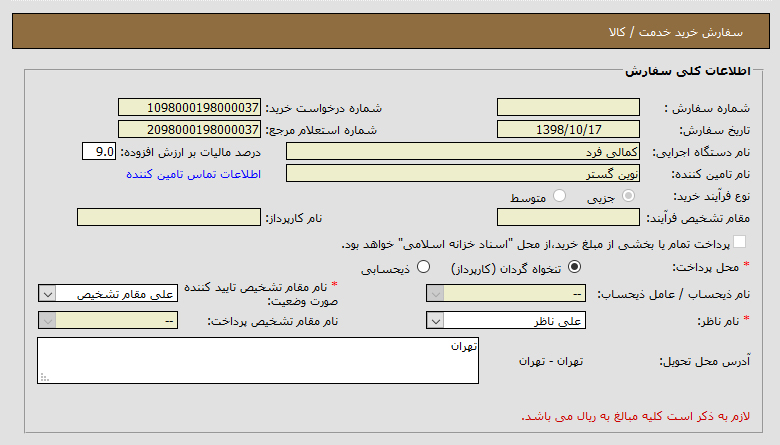 سفارش خرید خدمت / کالا
اطلاعات کلی سفارش
شماره سفارش : شماره درخواست خرید: 1098000198000037
تاریخ سفارش: 1398/10/17 شماره استعلام مرجع: 2098000198000037
نام دستگاه اجرایی: کمالی فرد درصد مالیات بر ارزش افزوده: 9.0
نام تامین کننده: نوین گستر اطلاعات تماس تامین کننده
نوع فرآیند خرید: جزیی متوسط
مقام تشخیص فرآیند: نام کارپرداز:
پرداخت تمام یا بخشی از مبلغ خرید،از محل "اسناد خزانه اسلامی" خواهد بود.
* محل پرداخت: تنخواه گردان (کارپرداز) ذیحسابی
نام ذیحساب / عامل ذیحساب: -- * نام مقام تشخیص تایید کننده صورت وضعیت: علی مقام تشخیص
* نام ناظر: علی ناظر نام مقام تشخیص پرداخت: --
آدرس محل تحویل: تهران - تهران تهران
لازم به ذکر است کلیه مبالغ به ریال می باشد.